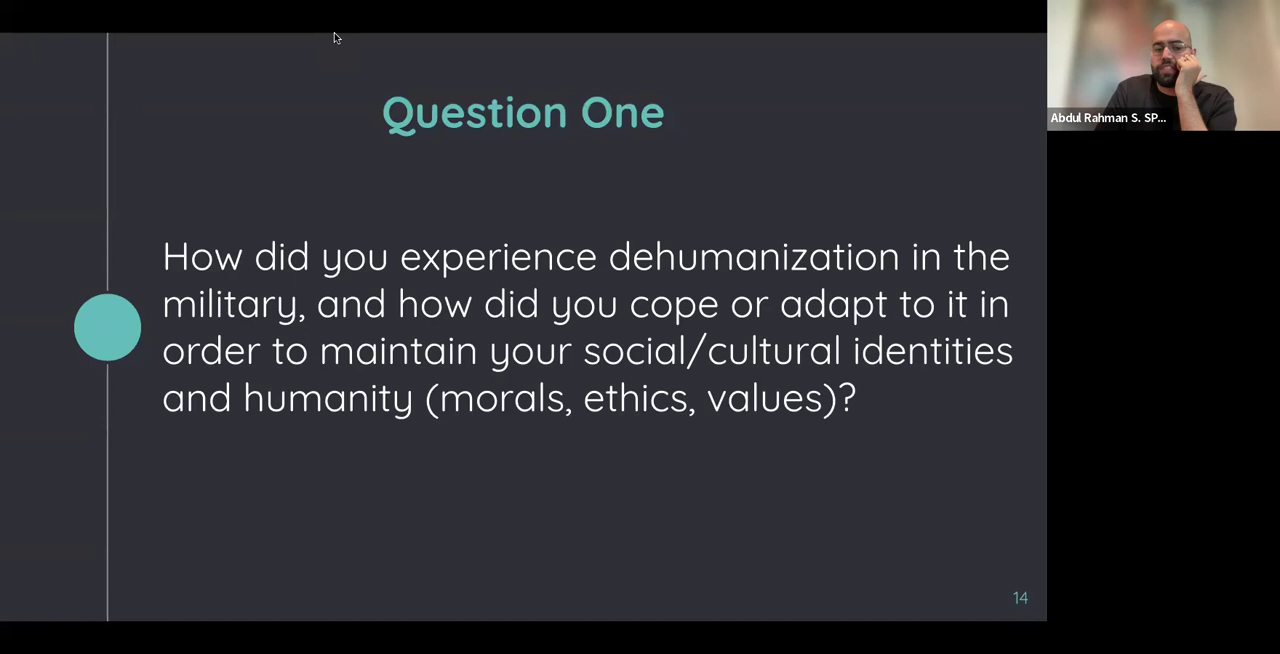 Question One
How did you experience dehumanization in the
military, and how did you cope or adapt to it in
order to maintain your social/cultural identities
and humanity (morals, ethics, values)?
14
Abdul Rahman S. SP...